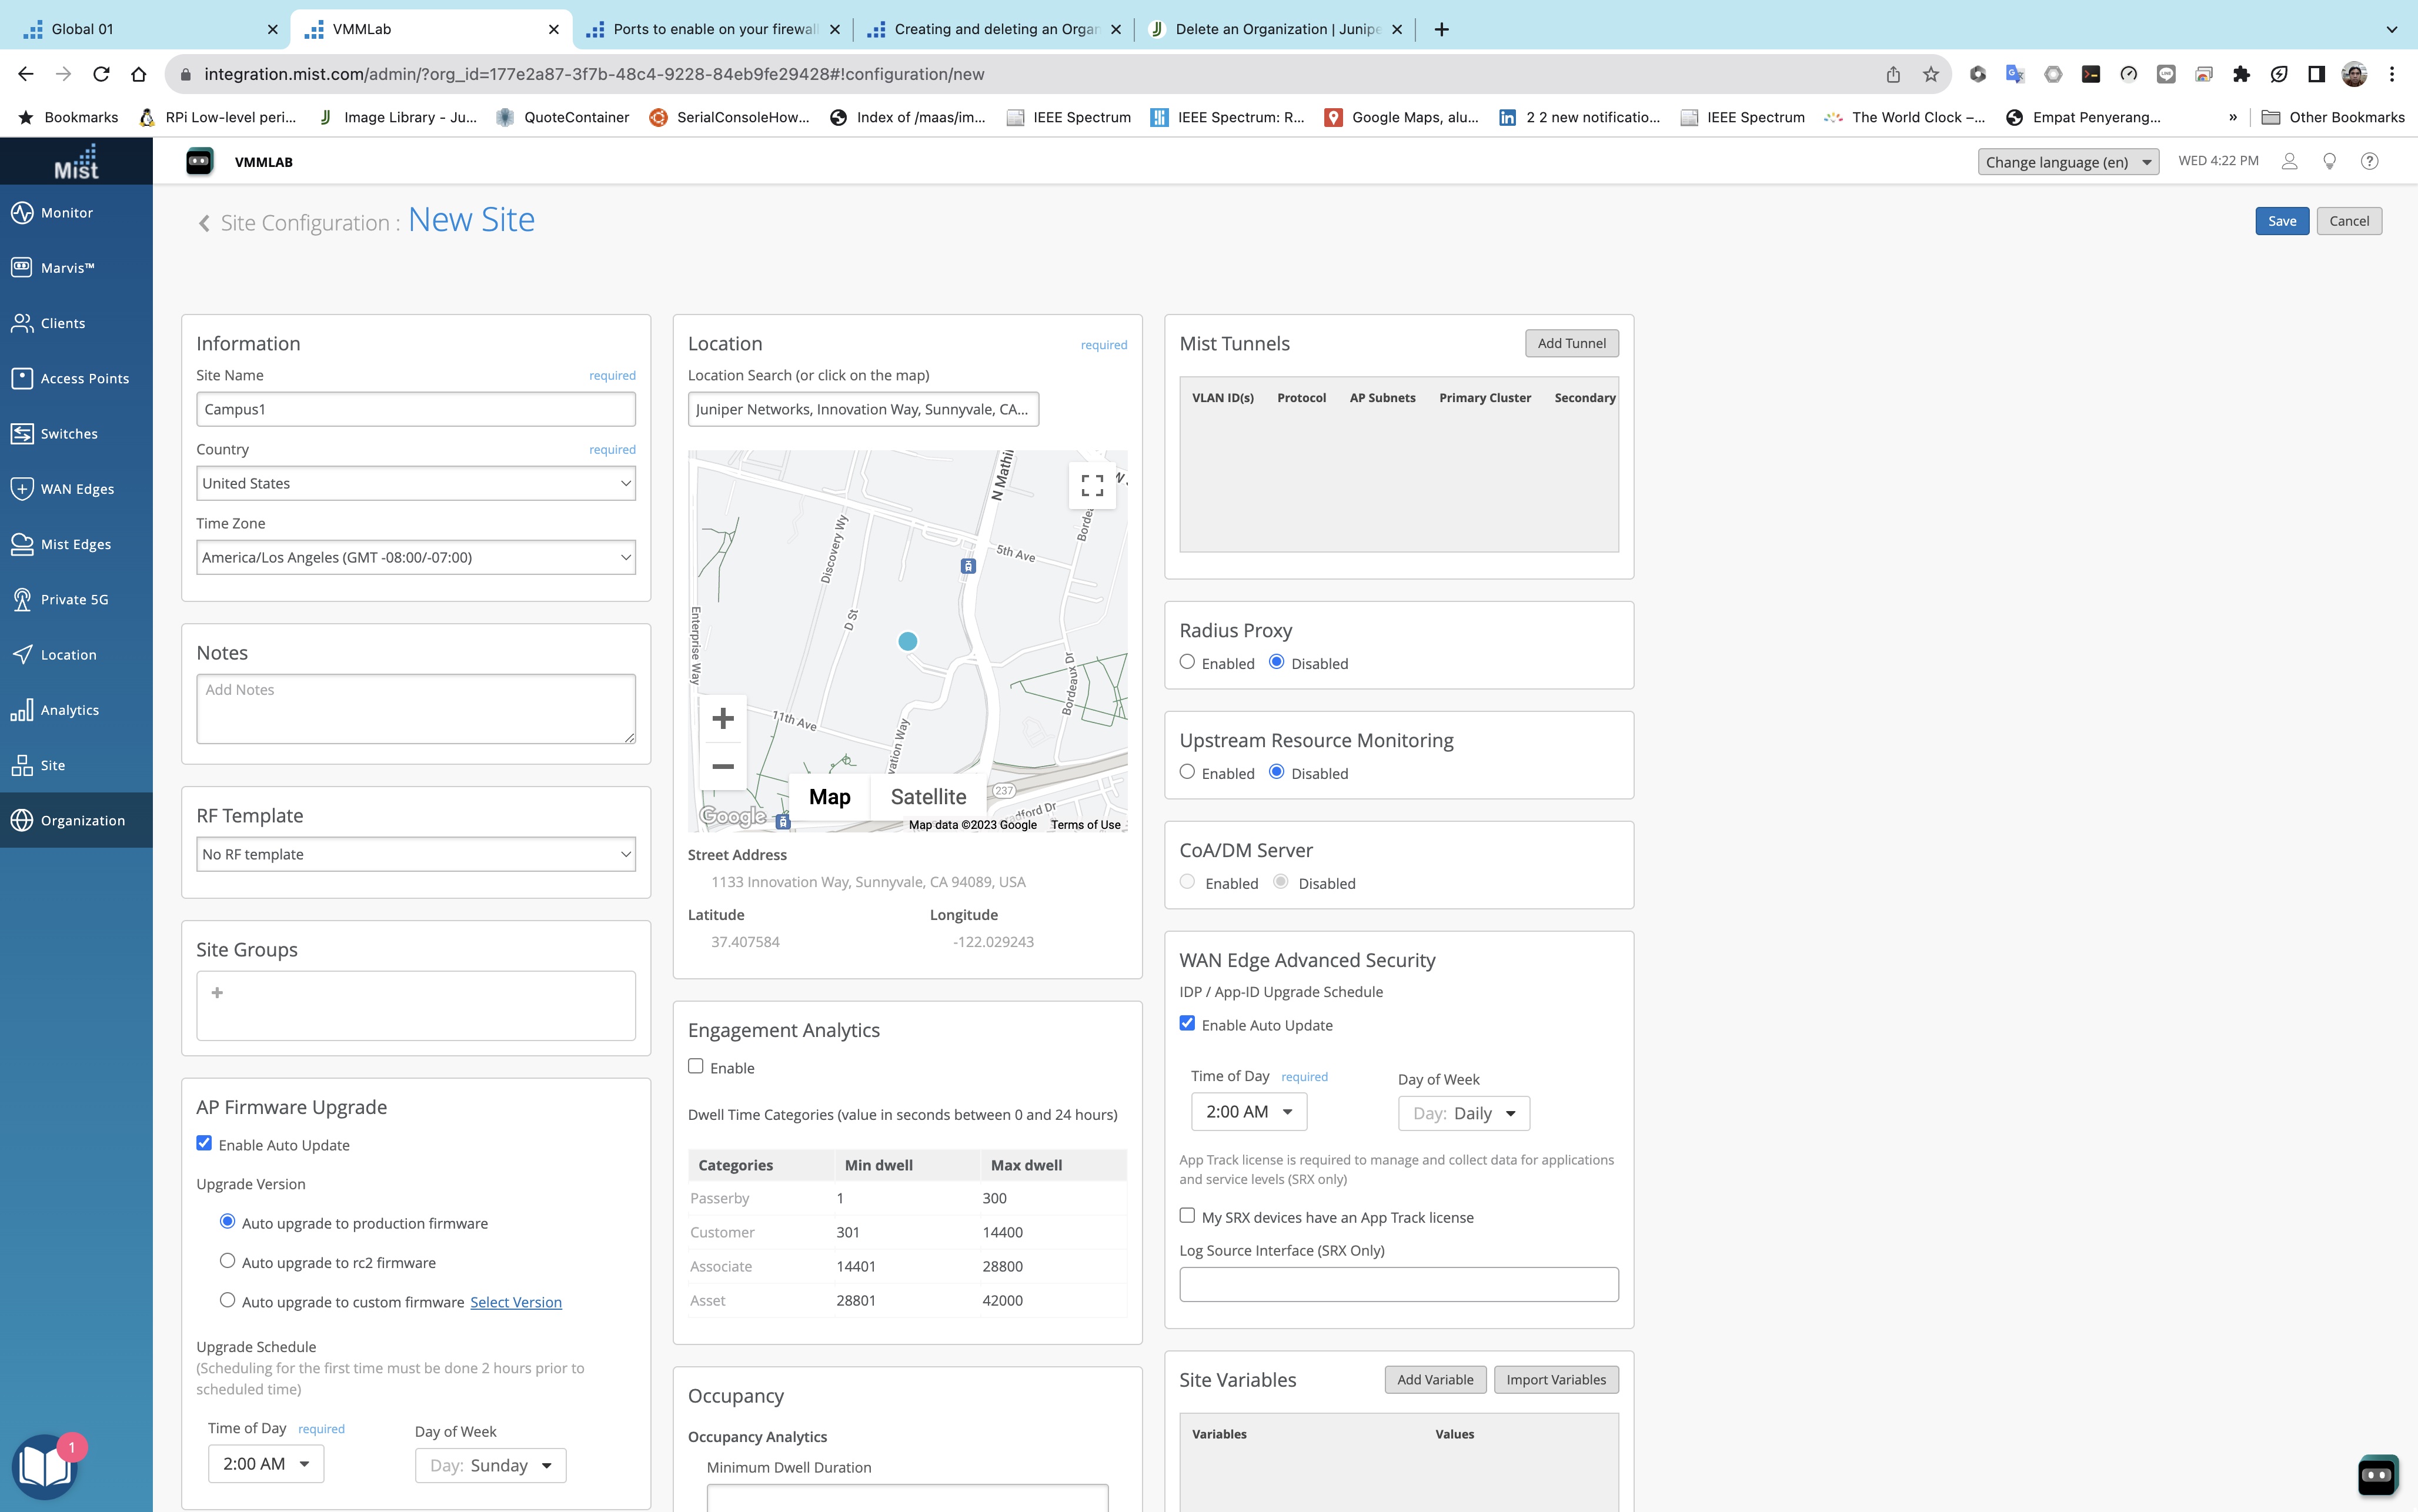 Global 01
VMMLab
Ports to enable on your firewall
Creating and deleting an Organ
Delete an Organization | Junipe
integration.mist.com/admin/?org_id=177e2a87-3f7b-48c4-9228-84eb9fe29428#!configuration/new
Bookmarks
RPi Low-level peri...
Image Library - Ju...
QuoteContainer
SerialConsoleHow...
Index of /maas/im...
IEEE Spectrum
IEEE Spectrum: R...
Google Maps, alu...
2 2 new notificatio...
IEEE Spectrum
The World Clock –...
Empat Penyerang...
»
Other Bookmarks
Mist
VMMLAB
Change language (en)
WED 4:22 PM
Monitor
Marvis™
Clients
Access Points
Switches
WAN Edges
Mist Edges
Private 5G
Location
Analytics
Site
Organization
1
Site Configuration : New Site
Save
Cancel
Information
Site Name required
Campus1
Country required
United States
Time Zone
America/Los Angeles (GMT -08:00/-07:00)
Notes
Add Notes
RF Template
No RF template
Site Groups
+
AP Firmware Upgrade
Enable Auto Update
Upgrade Version
Auto upgrade to production firmware
Auto upgrade to rc2 firmware
Auto upgrade to custom firmware Select Version
Upgrade Schedule
(Scheduling for the first time must be done 2 hours prior to
scheduled time)
Time of Day required
Day of Week
2:00 AM
Day: Sunday
Location required
Location Search (or click on the map)
Juniper Networks, Innovation Way, Sunnyvale, CA...
N Mathil
Discovery Wy
5th Ave
Bordea
D St
Enterprise Way
Bordeaux Dr
11th Ave
vation Way
237
adford Dr
Map
Satellite
Google
Map data ©2023 Google
Terms of Use
Street Address
1133 Innovation Way, Sunnyvale, CA 94089, USA
Latitude Longitude
37.407584 -122.029243
Engagement Analytics
Enable
Dwell Time Categories (value in seconds between 0 and 24 hours)
Categories Min dwell Max dwell
Passerby 1 300
Customer 301 14400
Associate 14401 28800
Asset 28801 42000
Occupancy
Occupancy Analytics
Minimum Dwell Duration
Mist Tunnels
Add Tunnel
VLAN ID(s) Protocol AP Subnets Primary Cluster Secondary
Radius Proxy
Enabled Disabled
Upstream Resource Monitoring
Enabled Disabled
CoA/DM Server
Enabled Disabled
WAN Edge Advanced Security
IDP / App-ID Upgrade Schedule
Enable Auto Update
Time of Day required
Day of Week
2:00 AM
Day: Daily
App Track license is required to manage and collect data for applications
and service levels (SRX only)
My SRX devices have an App Track license
Log Source Interface (SRX Only)
Site Variables
Add Variable
Import Variables
Variables Values